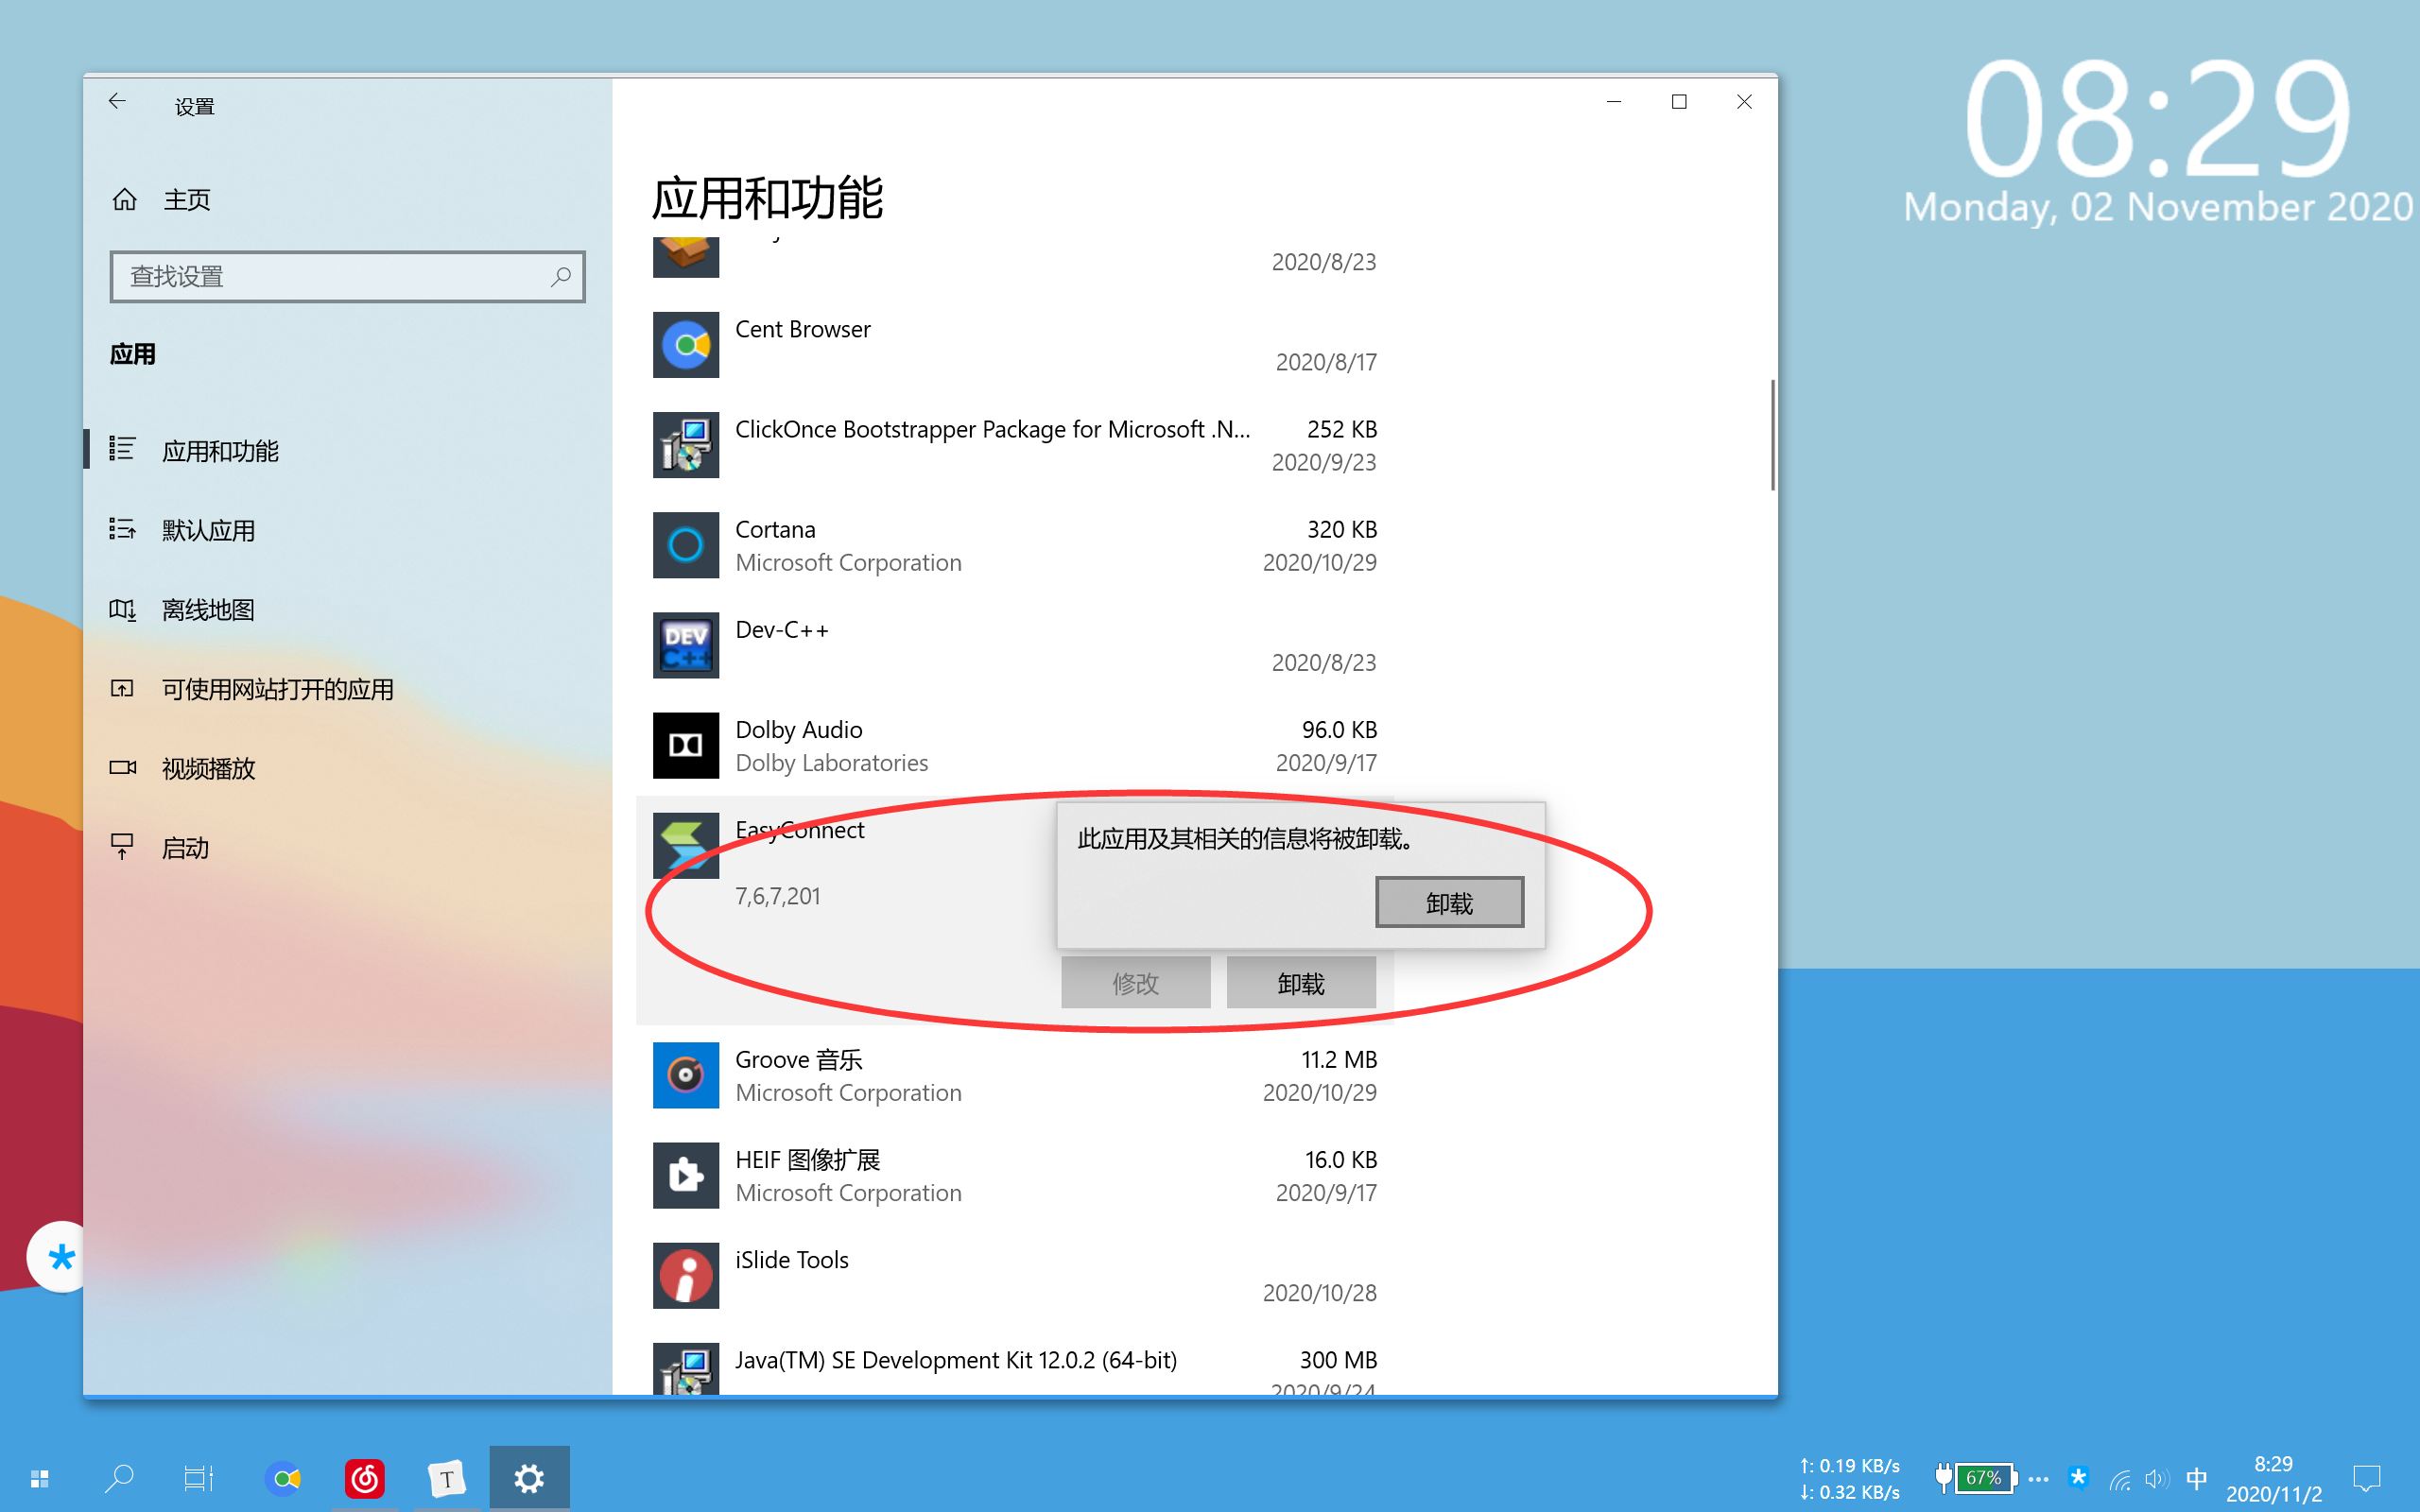 设置
主页
查找设置
应用
应用和功能
默认应用
离线地图
可使用网站打开的应用
视频播放
启动
应用和功能
2020/8/23
Cent Browser
2020/8/17
ClickOnce Bootstrapper Package for Microsoft .N...
252 KB
2020/9/23
Cortana
320 KB
Microsoft Corporation
2020/10/29
DEV
C++
Dev-C++
2020/8/23
Dolby Audio
96.0 KB
Dolby Laboratories
2020/9/17
EasyConnect
7,6,7,201
此应用及其相关的信息将被卸载。
卸载
修改
卸载
Groove 音乐
11.2 MB
Microsoft Corporation
2020/10/29
HEIF 图像扩展
16.0 KB
Microsoft Corporation
2020/9/17
iSlide Tools
2020/10/28
Java(TM) SE Development Kit 12.0.2 (64-bit)
300 MB
2020/9/24
08:29
Monday, 02 November 2020
T
↑: 0.19 KB/s
↓: 0.32 KB/s
67%
中
8:29
2020/11/2